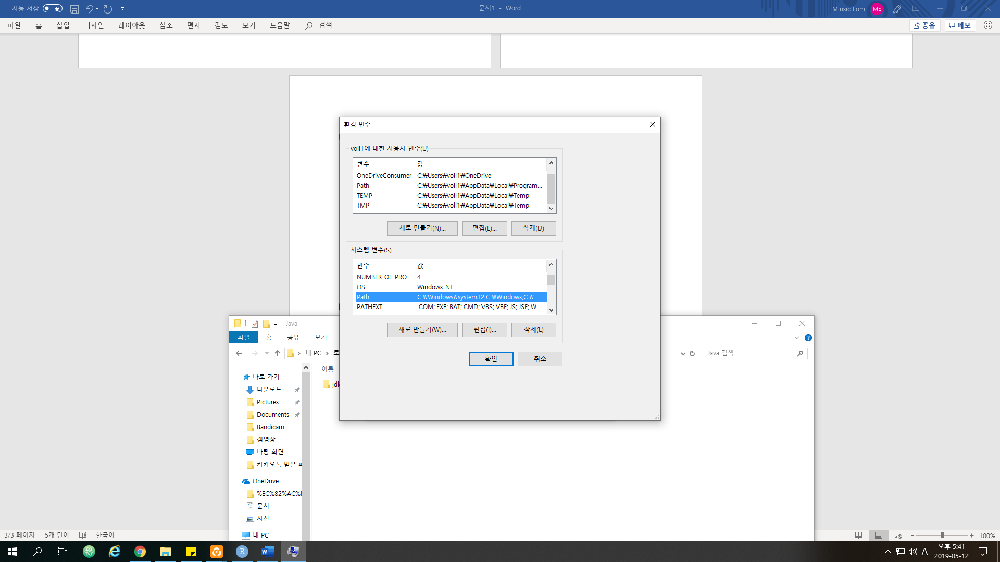 자동 저장 끔 문서1 - Word Minsic Eom ME
파일 홈 삽입 디자인 레이아웃 참조 편지 검토 보기 도움말 검색 공유 메모
환경 변수
voll1에 대한 사용자 변수(U)
변수 값
OneDriveConsumer C:₩Users₩voll1₩OneDrive
Path C:₩Users₩voll1₩AppData₩Local₩Program...
TEMP C:₩Users₩voll1₩AppData₩Local₩Temp
TMP C:₩Users₩voll1₩AppData₩Local₩Temp
새로 만들기(N)... 편집(E)... 삭제(D)
시스템 변수(S)
변수 값
NUMBER_OF_PRO... 4
OS Windows_NT
Path C:₩Windows₩system32;C:₩Windows;C:₩...
PATHEXT .COM;.EXE;.BAT;.CMD;.VBS;.VBE;.JS;.JSE;.W...
새로 만들기(W)... 편집(I)... 삭제(L)
확인 취소
Java
파일 홈 공유 보기
내 PC 로 Java 검색
이름
jdk
바로 가기
다운로드
Pictures
Documents
Bandicam
겜영상
바탕 화면
카카오톡 받은 파
OneDrive
%EC%82%AC%
문서
사진
내 PC
3/3 페이지 5개 단어 한국어 100%
A 오후 5:41
2019-05-12